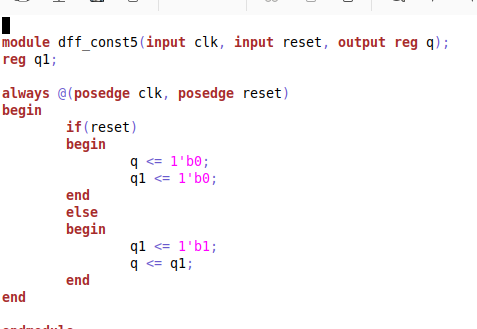 module dff_const5(input clk, input reset, output reg q);
reg q1;
always @(posedge clk, posedge reset)
begin
if(reset)
begin
q <= 1'b0;
q1 <= 1'b0;
end
else
begin
q1 <= 1'b1;
q <= q1;
end
end
endmodule